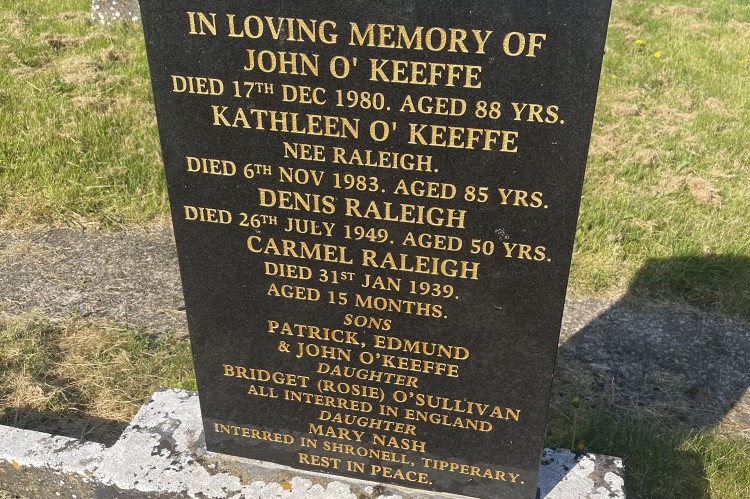 IN LOVING MEMORY OF
JOHN O' KEEFFE
DIED 17TH DEC 1980. AGED 88 YRS.
KATHLEEN O' KEEFFE
NEE RALEIGH.
DIED 6TH NOV 1983. AGED 85 YRS.
DENIS RALEIGH
DIED 26TH JULY 1949. AGED 50 YRS.
CARMEL RALEIGH
DIED 31ST JAN 1939.
AGED 15 MONTHS.
SONS
PATRICK, EDMUND
& JOHN O'KEEFFE
DAUGHTER
BRIDGET (ROSIE) O'SULLIVAN
ALL INTERRED IN ENGLAND
DAUGHTER
MARY NASH
INTERRED IN SHRONELL, TIPPERARY.
REST IN PEACE.